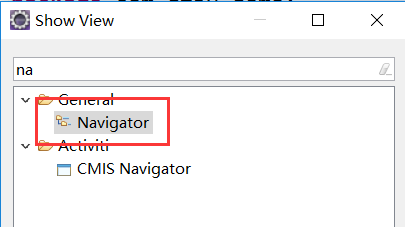 Show View
na
General
Navigator
Activiti
CMIS Navigator